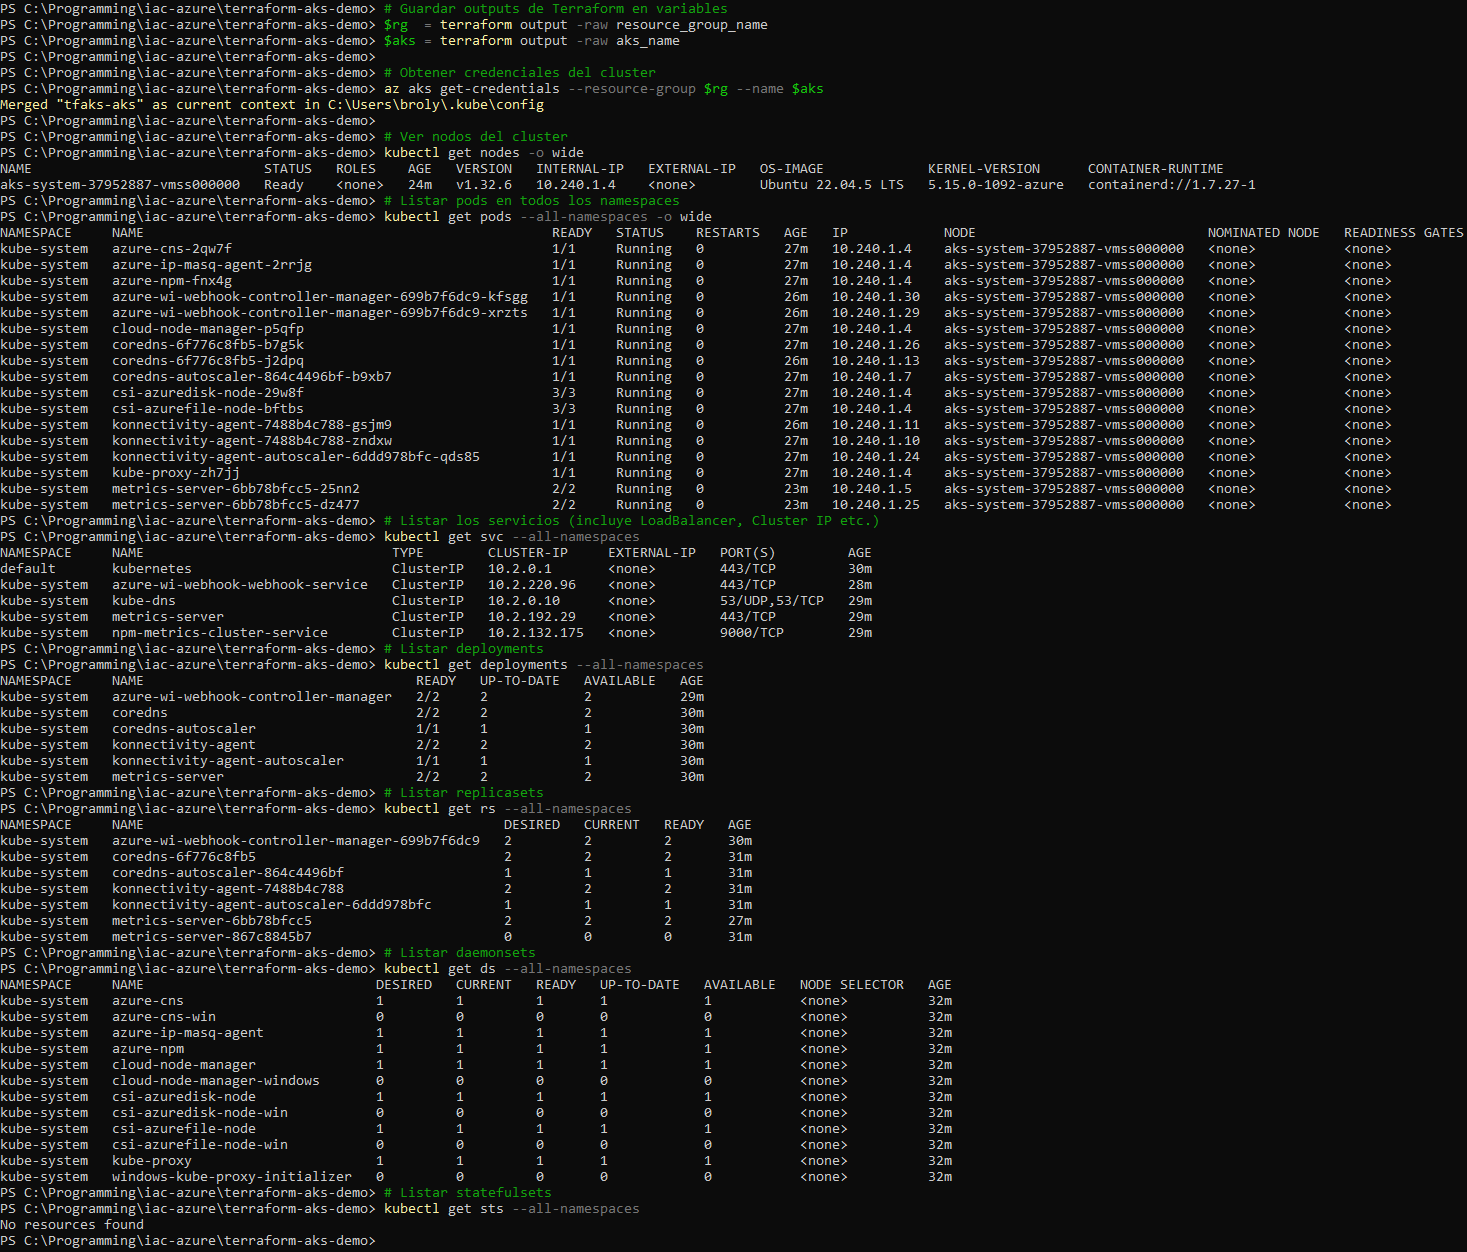 PS C:\Programming\iac-azure\terraform-aks-demo> # Guardar outputs de Terraform en variables
PS C:\Programming\iac-azure\terraform-aks-demo> $rg  = terraform output -raw resource_group_name
PS C:\Programming\iac-azure\terraform-aks-demo> $aks = terraform output -raw aks_name
PS C:\Programming\iac-azure\terraform-aks-demo>
PS C:\Programming\iac-azure\terraform-aks-demo> # Obtener credenciales del cluster
PS C:\Programming\iac-azure\terraform-aks-demo> az aks get-credentials --resource-group $rg --name $aks
Merged "tfaks-aks" as current context in C:\Users\broly\.kube\config
PS C:\Programming\iac-azure\terraform-aks-demo>
PS C:\Programming\iac-azure\terraform-aks-demo> # Ver nodos del cluster
PS C:\Programming\iac-azure\terraform-aks-demo> kubectl get nodes -o wide
NAME                             STATUS   ROLES    AGE   VERSION   INTERNAL-IP   EXTERNAL-IP   OS-IMAGE             KERNEL-VERSION      CONTAINER-RUNTIME
aks-system-37952887-vmss000000   Ready    <none>   24m   v1.32.6   10.240.1.4    <none>        Ubuntu 22.04.5 LTS   5.15.0-1092-azure   containerd://1.7.27-1
PS C:\Programming\iac-azure\terraform-aks-demo> # Listar pods en todos los namespaces
PS C:\Programming\iac-azure\terraform-aks-demo> kubectl get pods --all-namespaces -o wide
NAMESPACE     NAME                                                   READY   STATUS    RESTARTS   AGE   IP            NODE                             NOMINATED NODE   READINESS GATES
kube-system   azure-cns-2qw7f                                        1/1     Running   0          27m   10.240.1.4    aks-system-37952887-vmss000000   <none>           <none>
kube-system   azure-ip-masq-agent-2rrjg                              1/1     Running   0          27m   10.240.1.4    aks-system-37952887-vmss000000   <none>           <none>
kube-system   azure-npm-fnx4g                                        1/1     Running   0          27m   10.240.1.4    aks-system-37952887-vmss000000   <none>           <none>
kube-system   azure-wi-webhook-controller-manager-699b7f6dc9-kfsgg   1/1     Running   0          26m   10.240.1.30   aks-system-37952887-vmss000000   <none>           <none>
kube-system   azure-wi-webhook-controller-manager-699b7f6dc9-xrzts   1/1     Running   0          26m   10.240.1.29   aks-system-37952887-vmss000000   <none>           <none>
kube-system   cloud-node-manager-p5qfp                               1/1     Running   0          27m   10.240.1.4    aks-system-37952887-vmss000000   <none>           <none>
kube-system   coredns-6f776c8fb5-b7g5k                               1/1     Running   0          27m   10.240.1.26   aks-system-37952887-vmss000000   <none>           <none>
kube-system   coredns-6f776c8fb5-j2dpq                               1/1     Running   0          26m   10.240.1.13   aks-system-37952887-vmss000000   <none>           <none>
kube-system   coredns-autoscaler-864c4496bf-b9xb7                    1/1     Running   0          27m   10.240.1.7    aks-system-37952887-vmss000000   <none>           <none>
kube-system   csi-azuredisk-node-29w8f                               3/3     Running   0          27m   10.240.1.4    aks-system-37952887-vmss000000   <none>           <none>
kube-system   csi-azurefile-node-bftbs                               3/3     Running   0          27m   10.240.1.4    aks-system-37952887-vmss000000   <none>           <none>
kube-system   konnectivity-agent-7488b4c788-gsjm9                    1/1     Running   0          26m   10.240.1.11   aks-system-37952887-vmss000000   <none>           <none>
kube-system   konnectivity-agent-7488b4c788-zndxw                    1/1     Running   0          27m   10.240.1.10   aks-system-37952887-vmss000000   <none>           <none>
kube-system   konnectivity-agent-autoscaler-6ddd978bfc-qds85         1/1     Running   0          27m   10.240.1.24   aks-system-37952887-vmss000000   <none>           <none>
kube-system   kube-proxy-zh7jj                                       1/1     Running   0          27m   10.240.1.4    aks-system-37952887-vmss000000   <none>           <none>
kube-system   metrics-server-6bb78bfcc5-25nn2                        2/2     Running   0          23m   10.240.1.5    aks-system-37952887-vmss000000   <none>           <none>
kube-system   metrics-server-6bb78bfcc5-dz477                        2/2     Running   0          23m   10.240.1.25   aks-system-37952887-vmss000000   <none>           <none>
PS C:\Programming\iac-azure\terraform-aks-demo> # Listar los servicios (incluye LoadBalancer, Cluster IP etc.)
PS C:\Programming\iac-azure\terraform-aks-demo> kubectl get svc --all-namespaces
NAMESPACE     NAME                               TYPE        CLUSTER-IP     EXTERNAL-IP   PORT(S)         AGE
default       kubernetes                         ClusterIP   10.2.0.1       <none>        443/TCP         30m
kube-system   azure-wi-webhook-webhook-service   ClusterIP   10.2.220.96    <none>        443/TCP         28m
kube-system   kube-dns                           ClusterIP   10.2.0.10      <none>        53/UDP,53/TCP   29m
kube-system   metrics-server                     ClusterIP   10.2.192.29    <none>        443/TCP         29m
kube-system   npm-metrics-cluster-service        ClusterIP   10.2.132.175   <none>        9000/TCP        29m
PS C:\Programming\iac-azure\terraform-aks-demo> # Listar deployments
PS C:\Programming\iac-azure\terraform-aks-demo> kubectl get deployments --all-namespaces
NAMESPACE     NAME                                  READY   UP-TO-DATE   AVAILABLE   AGE
kube-system   azure-wi-webhook-controller-manager   2/2     2            2           29m
kube-system   coredns                               2/2     2            2           30m
kube-system   coredns-autoscaler                    1/1     1            1           30m
kube-system   konnectivity-agent                    2/2     2            2           30m
kube-system   konnectivity-agent-autoscaler         1/1     1            1           30m
kube-system   metrics-server                        2/2     2            2           30m
PS C:\Programming\iac-azure\terraform-aks-demo> # Listar replicasets
PS C:\Programming\iac-azure\terraform-aks-demo> kubectl get rs --all-namespaces
NAMESPACE     NAME                                             DESIRED   CURRENT   READY   AGE
kube-system   azure-wi-webhook-controller-manager-699b7f6dc9   2         2         2       30m
kube-system   coredns-6f776c8fb5                               2         2         2       31m
kube-system   coredns-autoscaler-864c4496bf                    1         1         1       31m
kube-system   konnectivity-agent-7488b4c788                    2         2         2       31m
kube-system   konnectivity-agent-autoscaler-6ddd978bfc         1         1         1       31m
kube-system   metrics-server-6bb78bfcc5                        2         2         2       27m
kube-system   metrics-server-867c8845b7                        0         0         0       31m
PS C:\Programming\iac-azure\terraform-aks-demo> # Listar daemonsets
PS C:\Programming\iac-azure\terraform-aks-demo> kubectl get ds --all-namespaces
NAMESPACE     NAME                             DESIRED   CURRENT   READY   UP-TO-DATE   AVAILABLE   NODE SELECTOR   AGE
kube-system   azure-cns                        1         1         1       1            1           <none>          32m
kube-system   azure-cns-win                    0         0         0       0            0           <none>          32m
kube-system   azure-ip-masq-agent              1         1         1       1            1           <none>          32m
kube-system   azure-npm                        1         1         1       1            1           <none>          32m
kube-system   cloud-node-manager               1         1         1       1            1           <none>          32m
kube-system   cloud-node-manager-windows       0         0         0       0            0           <none>          32m
kube-system   csi-azuredisk-node               1         1         1       1            1           <none>          32m
kube-system   csi-azuredisk-node-win           0         0         0       0            0           <none>          32m
kube-system   csi-azurefile-node               1         1         1       1            1           <none>          32m
kube-system   csi-azurefile-node-win           0         0         0       0            0           <none>          32m
kube-system   kube-proxy                       1         1         1       1            1           <none>          32m
kube-system   windows-kube-proxy-initializer   0         0         0       0            0           <none>          32m
PS C:\Programming\iac-azure\terraform-aks-demo> # Listar statefulsets
PS C:\Programming\iac-azure\terraform-aks-demo> kubectl get sts --all-namespaces
No resources found
PS C:\Programming\iac-azure\terraform-aks-demo>